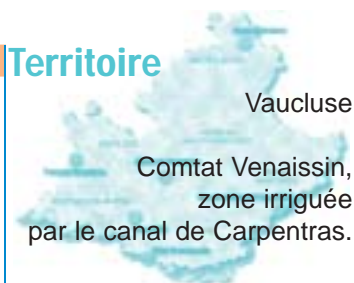 Territoire
Vaucluse
Comtat Venaissin,
zone irriguée
par le canal de Carpentras.